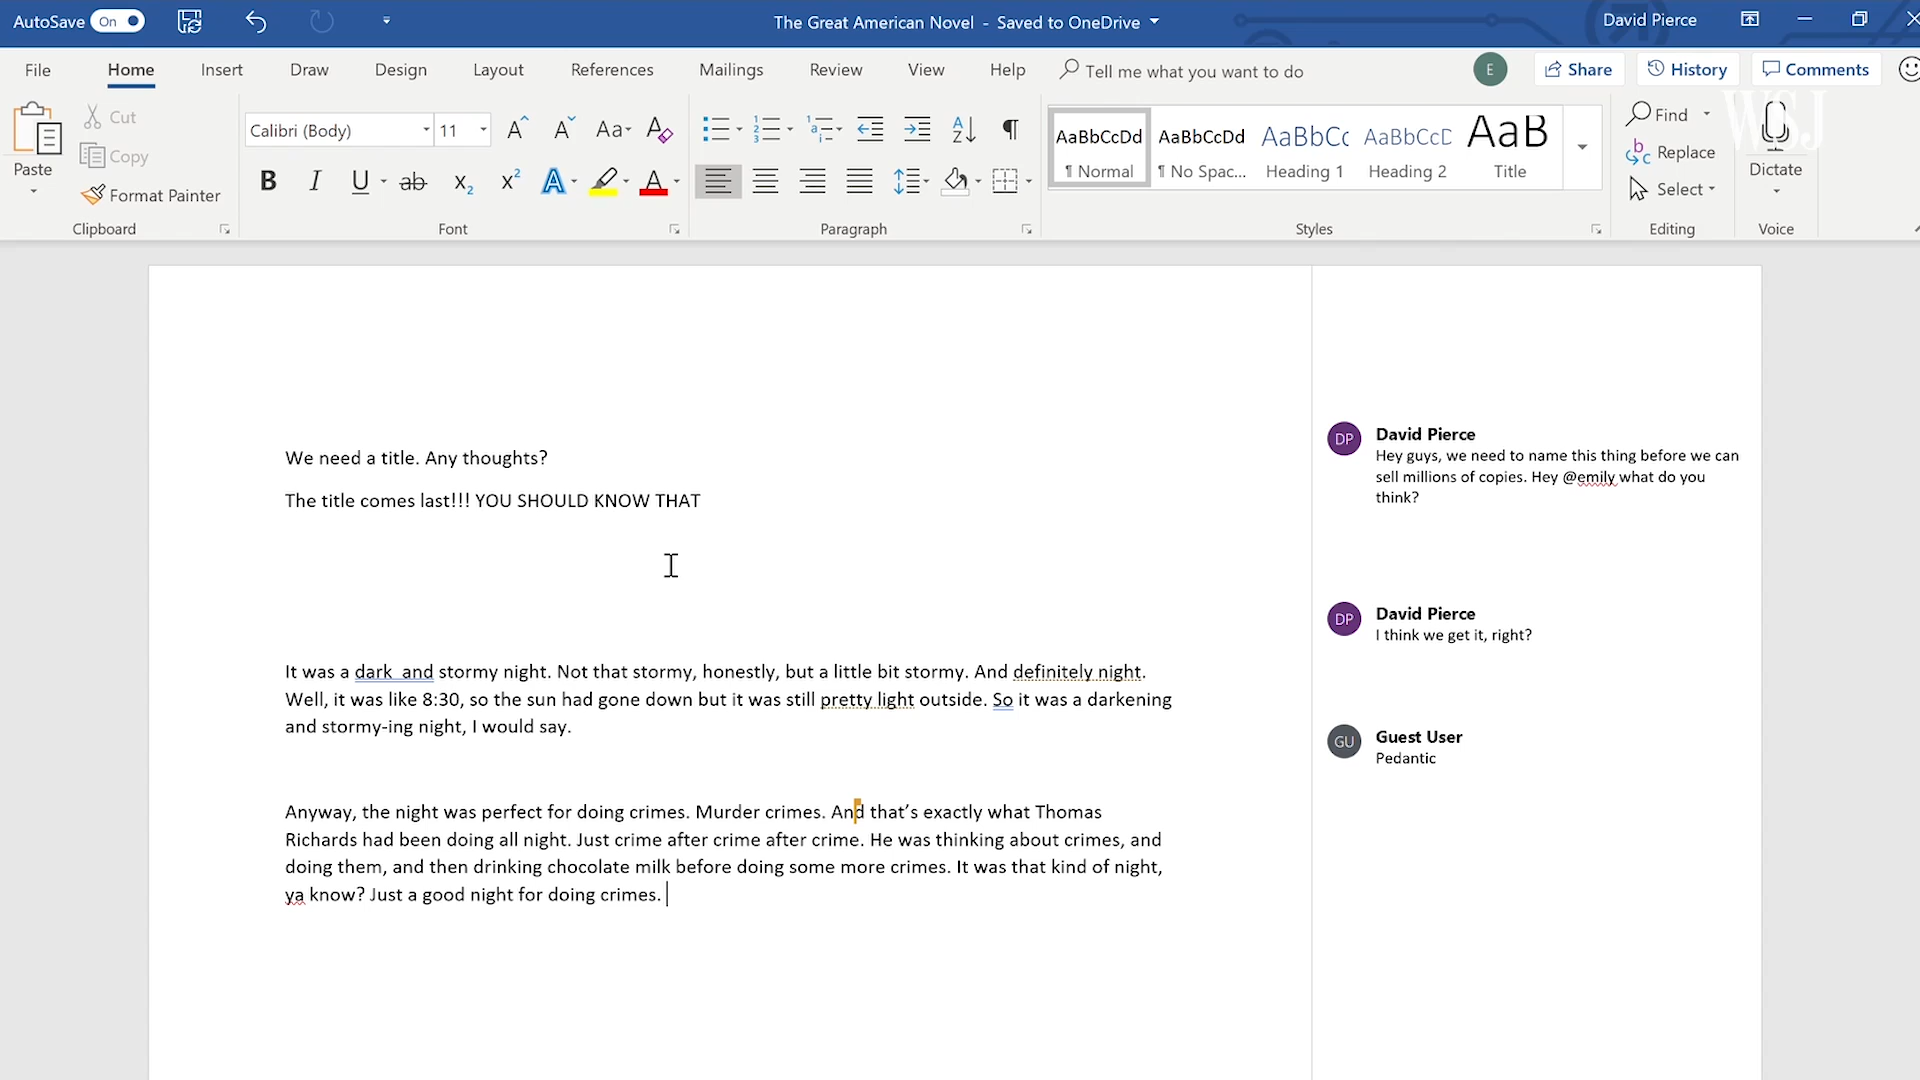 AutoSave On The Great American Novel - Saved to OneDrive David Pierce
File Home Insert Draw Design Layout References Mailings Review View Help Tell me what you want to do E Share History Comments
Paste
Cut
Copy
Format Painter
Clipboard
Calibri (Body) 11
Font
Paragraph
AaBbCcDd AaBbCcDd AaBbCc AaBbCcD AaB
¶ Normal ¶ No Spac... Heading 1 Heading 2 Title
Styles
Find
Replace
Select
Editing
Dictate
Voice
WSJ
We need a title. Any thoughts?
The title comes last!!! YOU SHOULD KNOW THAT
It was a dark  and stormy night. Not that stormy, honestly, but a little bit stormy. And definitely night.
Well, it was like 8:30, so the sun had gone down but it was still pretty light outside. So it was a darkening
and stormy-ing night, I would say.
Anyway, the night was perfect for doing crimes. Murder crimes. And that's exactly what Thomas
Richards had been doing all night. Just crime after crime after crime. He was thinking about crimes, and
doing them, and then drinking chocolate milk before doing some more crimes. It was that kind of night,
ya know? Just a good night for doing crimes.
DP David Pierce
Hey guys, we need to name this thing before we can
sell millions of copies. Hey @emily what do you
think?
DP David Pierce
I think we get it, right?
GU Guest User
Pedantic